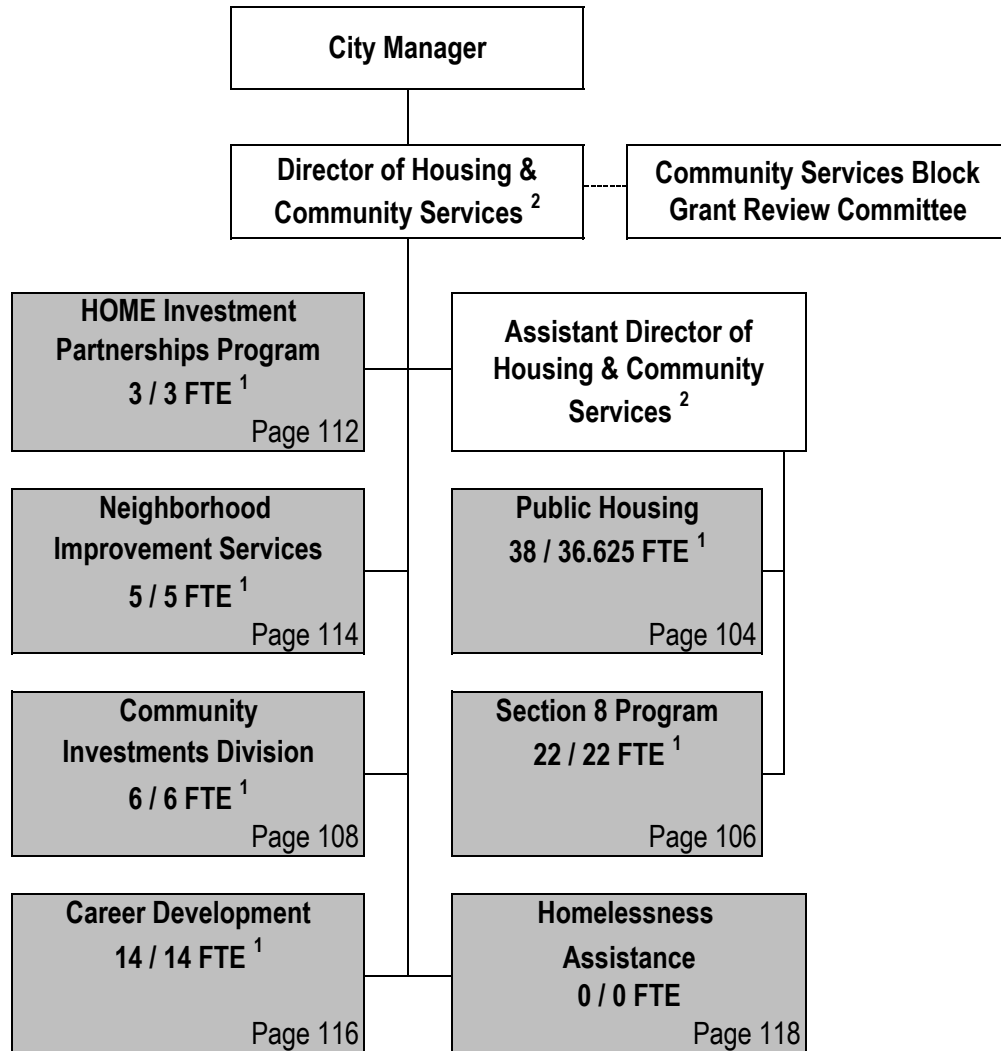 City Manager
Director of Housing &
Community Services 2
Community Services Block
Grant Review Committee
HOME Investment
Partnerships Program
3 / 3 FTE 1
Page 112
Assistant Director of
Housing & Community
Services 2
Neighborhood
Improvement Services
5 / 5 FTE 1
Page 114
Public Housing
38 / 36.625 FTE 1
Page 104
Community
Investments Division
6 / 6 FTE 1
Page 108
Section 8 Program
22 / 22 FTE 1
Page 106
Career Development
14 / 14 FTE 1
Page 116
Homelessness
Assistance
0 / 0 FTE
Page 118